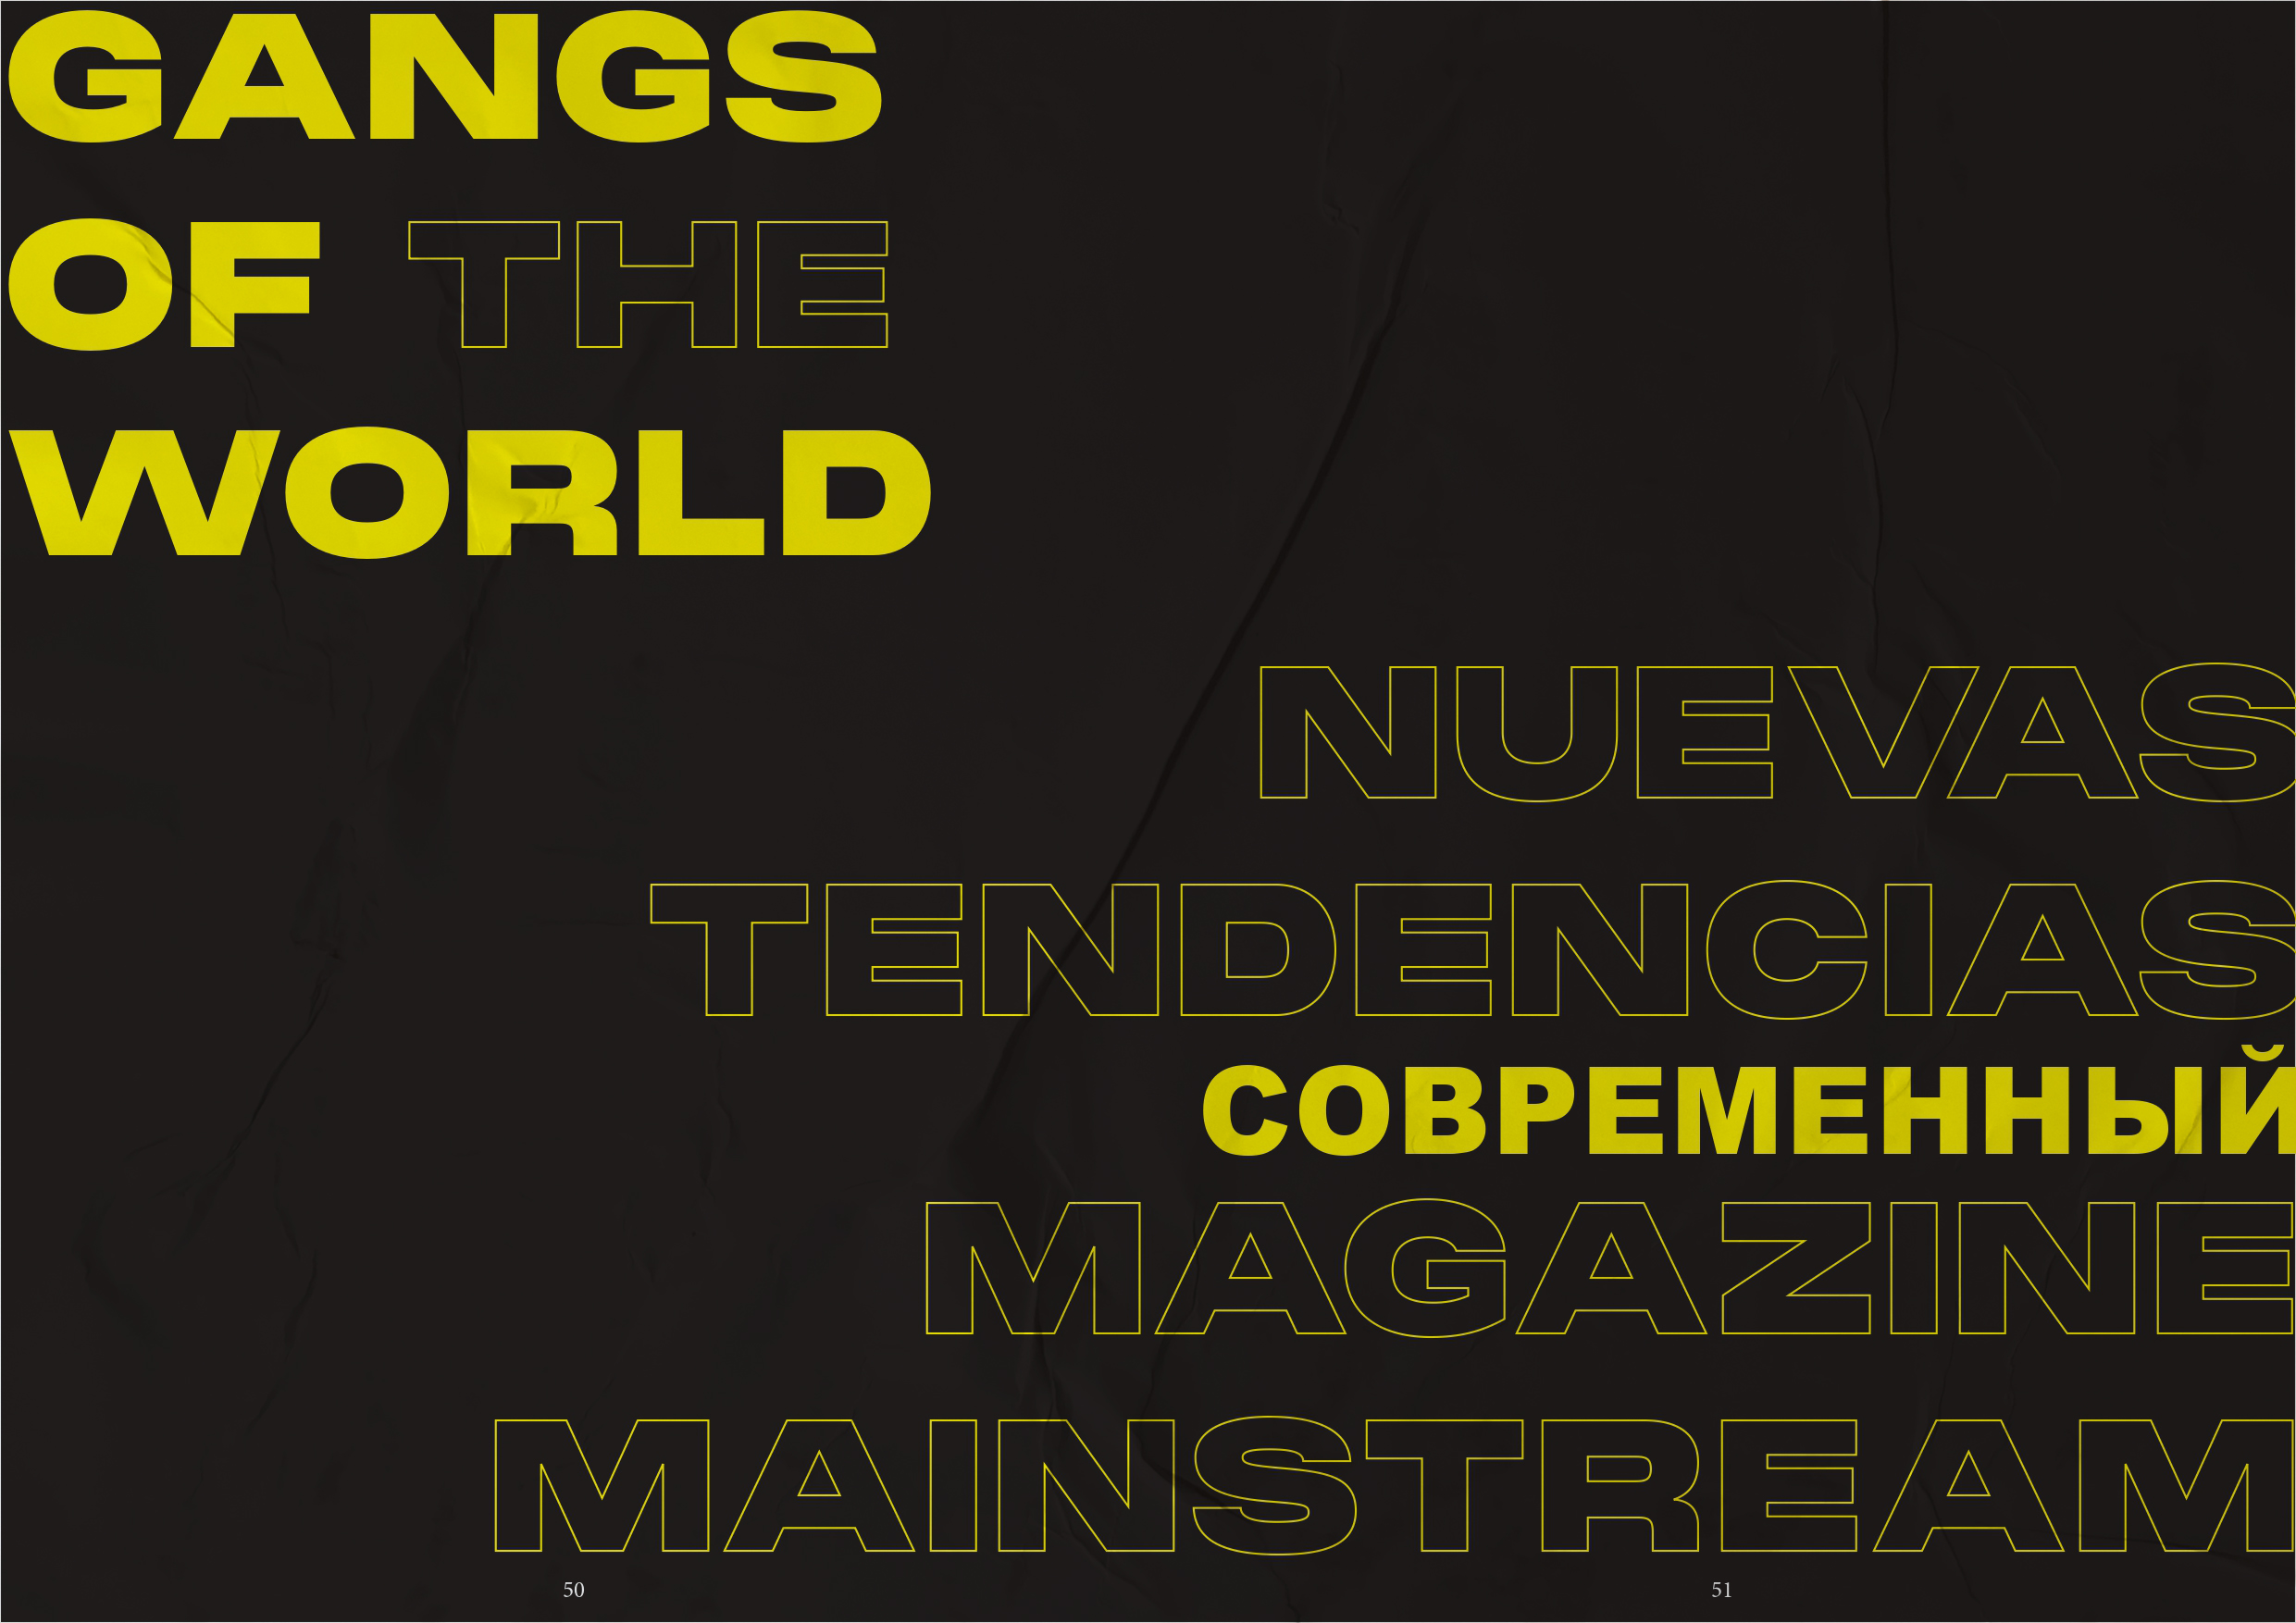 GANGS
OF THE
WORLD
NUEVAS
TENDENCIAS
СОВРЕМЕННЫЙ
MAGAZINE
MAINSTREAM
50
51